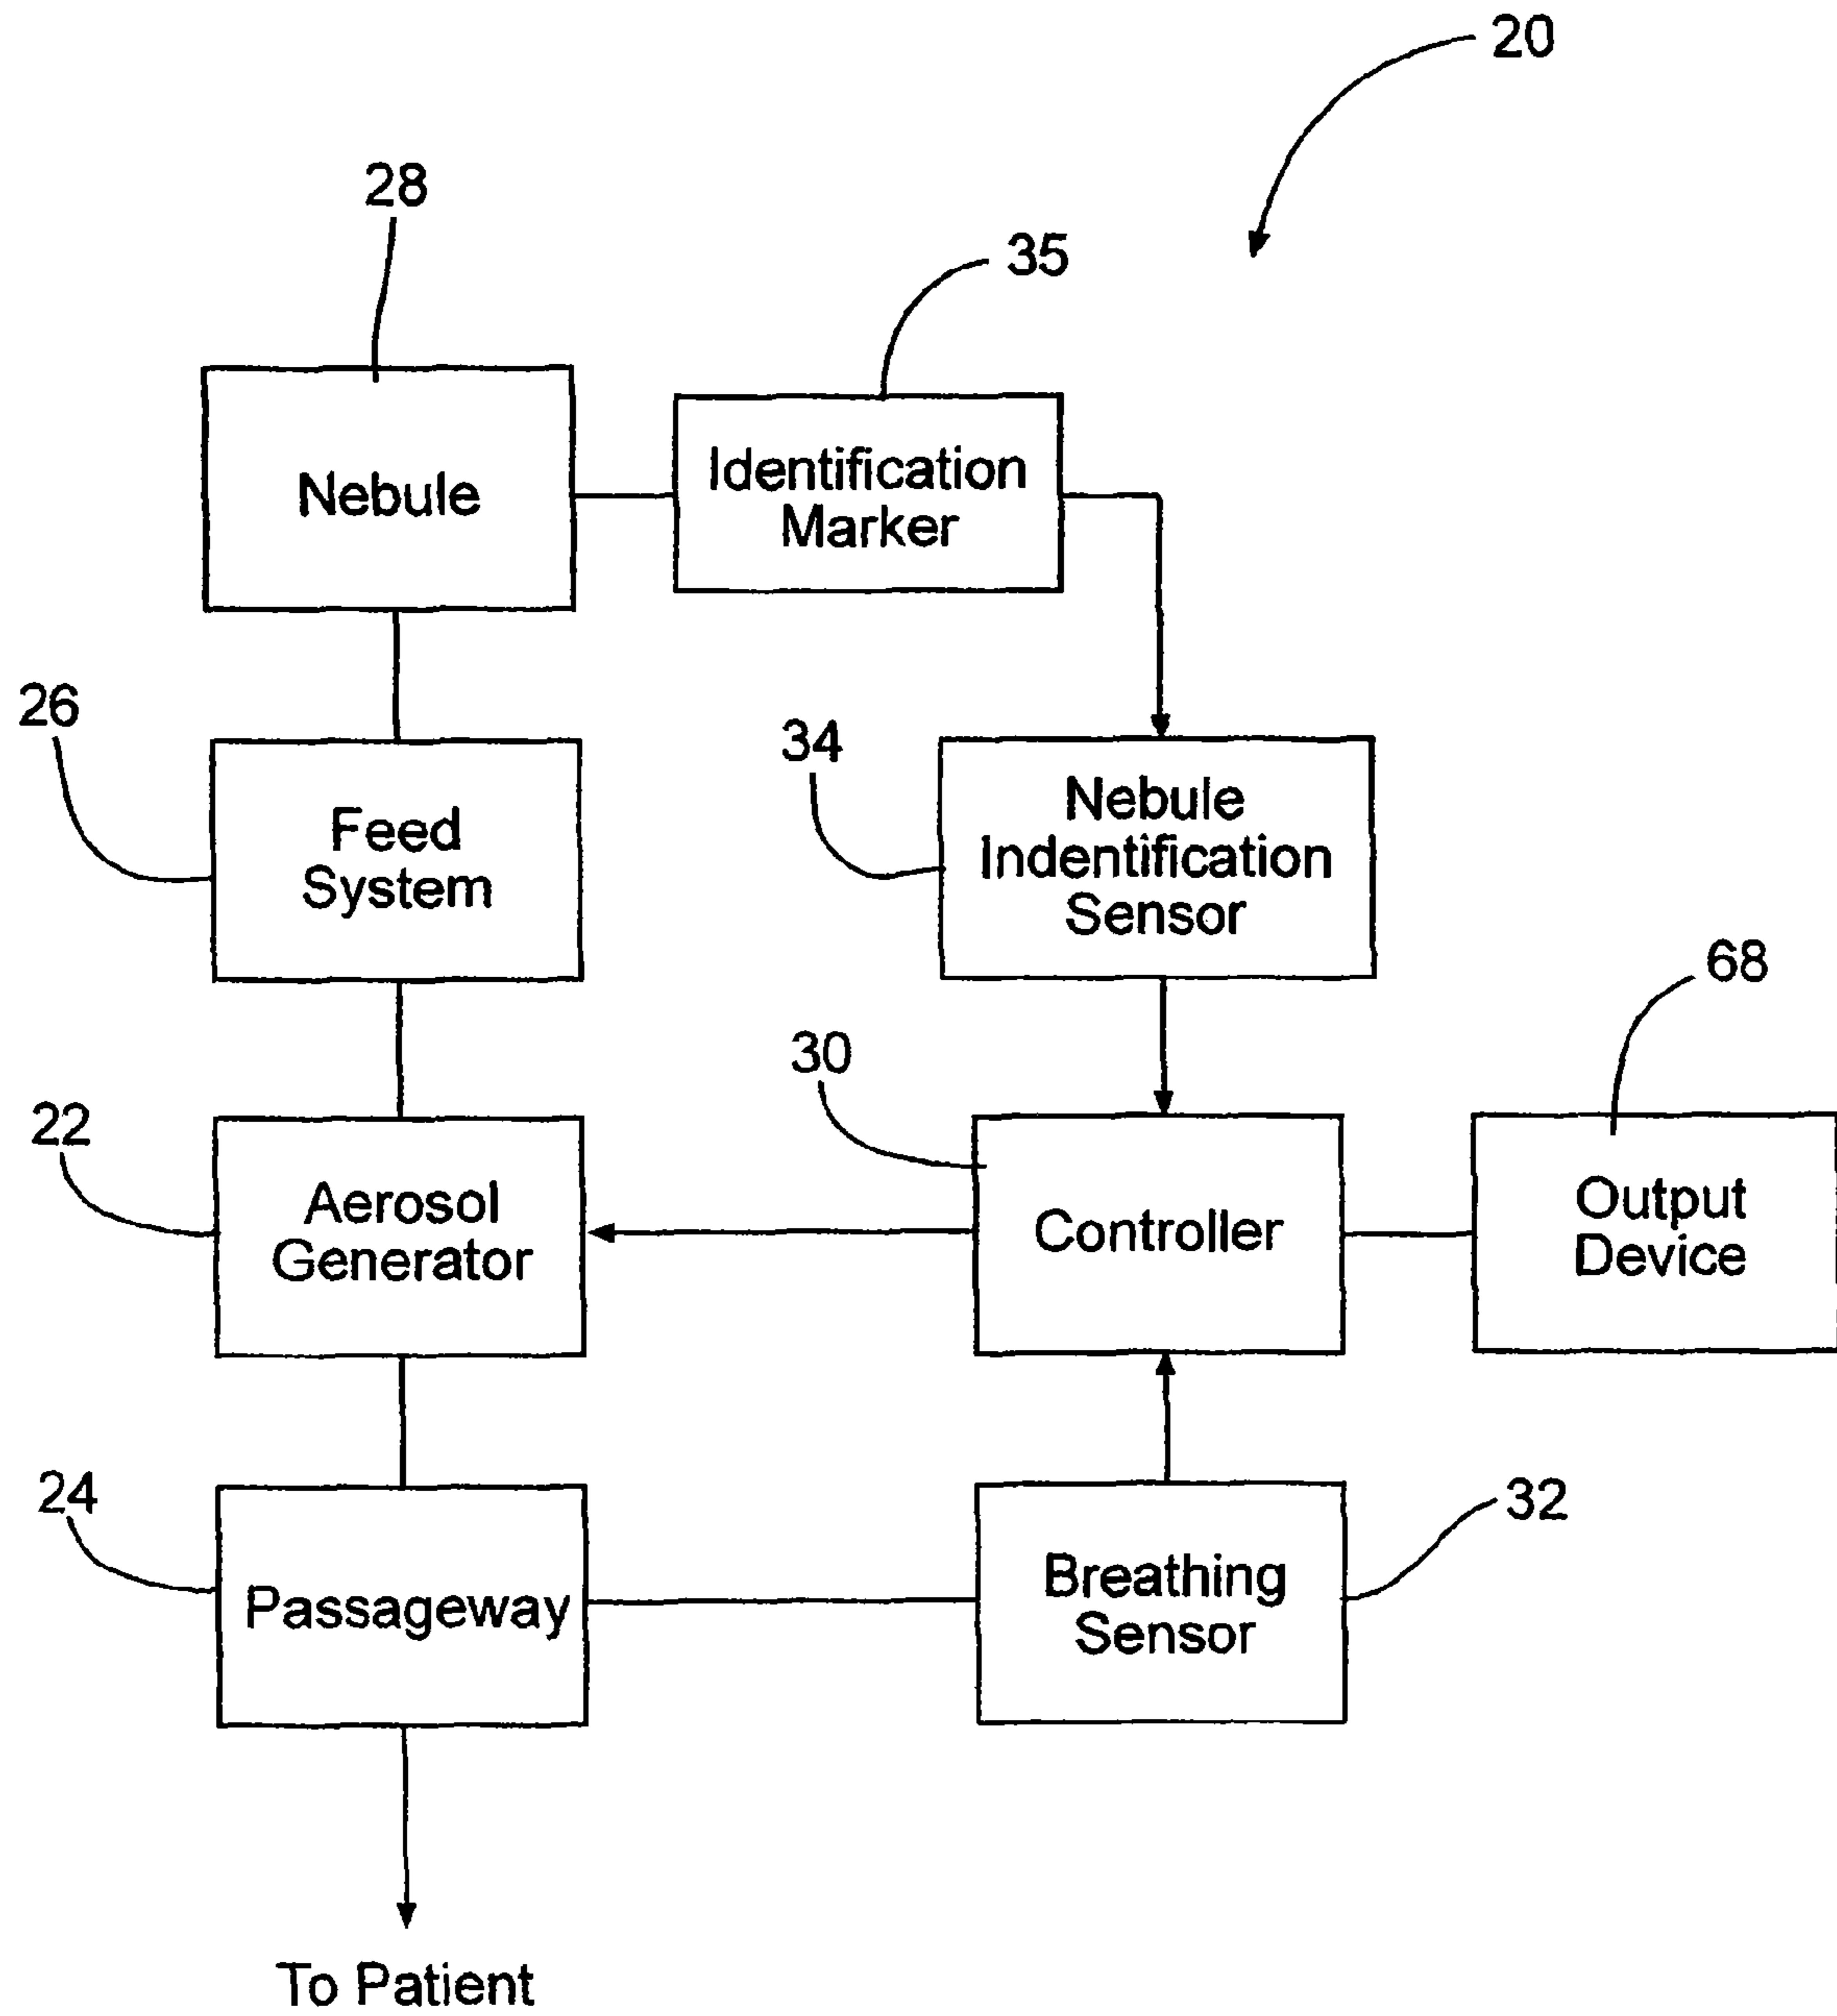 20
28
35
Nebule
Identification
Marker
26
34
Feed
System
Nebule
Indentification
Sensor
68
30
22
Aerosol
Generator
Controller
Output
Device
24
32
Passageway
Breathing
Sensor
To Patient